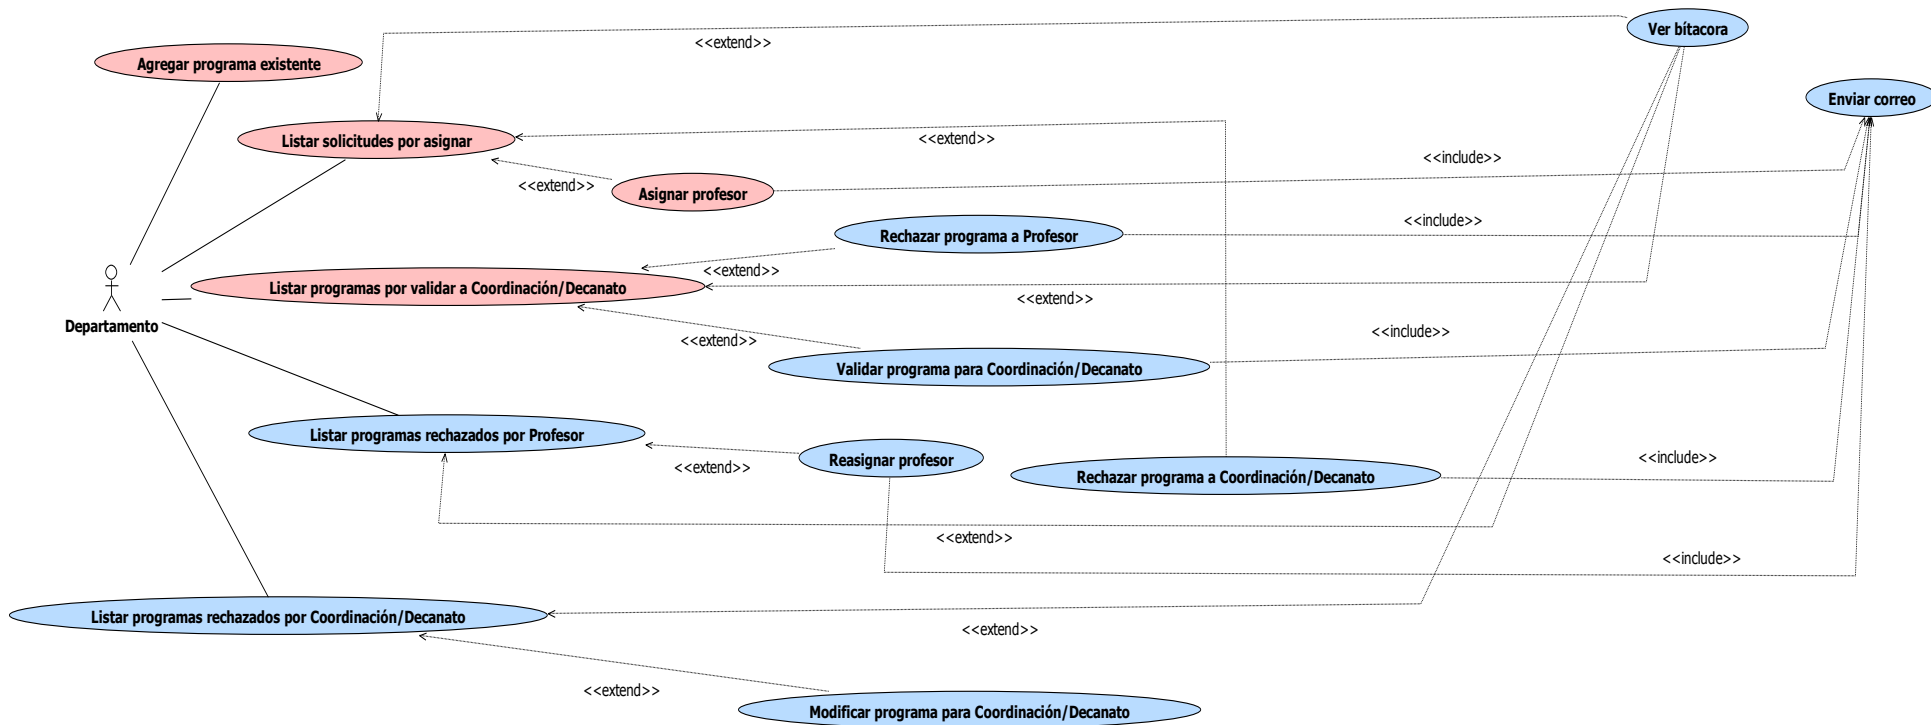 Ver bítacora
<<extend>>
Agregar programa existente
Enviar correo
Listar solicitudes por asignar
<<extend>>
<<include>>
<<extend>>
Asignar profesor
<<include>>
Rechazar programa a Profesor
<<extend>>
Listar programas por validar a Coordinación/Decanato
<<extend>>
Departamento
<<include>>
<<extend>>
Validar programa para Coordinación/Decanato
Listar programas rechazados por Profesor
<<extend>>
Reasignar profesor
<<include>>
Rechazar programa a Coordinación/Decanato
<<extend>>
<<include>>
Listar programas rechazados por Coordinación/Decanato
<<extend>>
<<extend>>
Modificar programa para Coordinación/Decanato